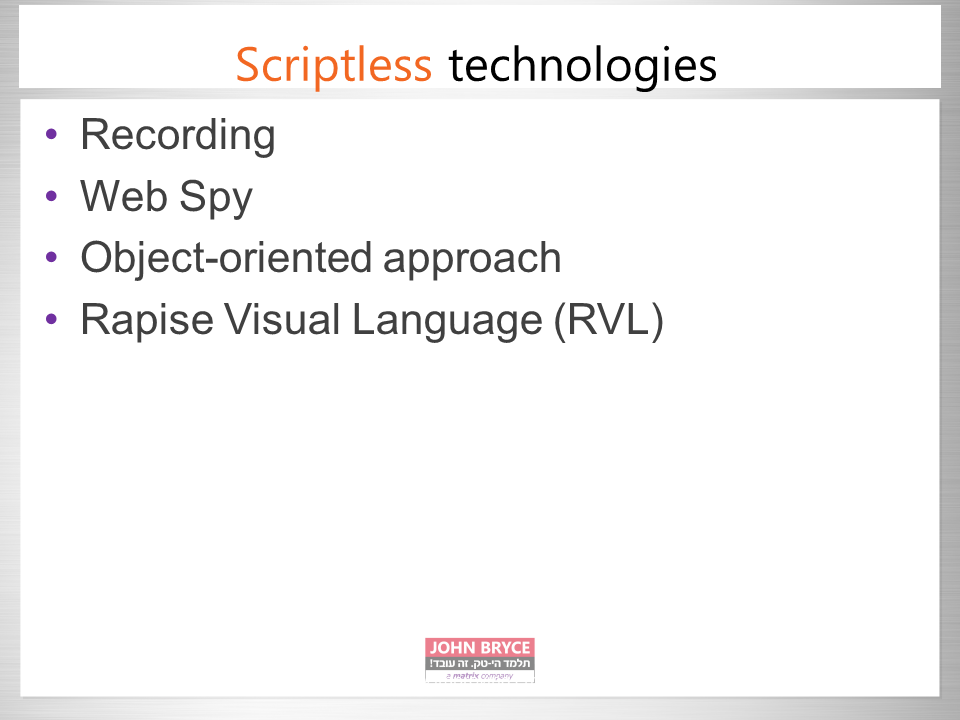 Scriptless technologies
• Recording
• Web Spy
• Object-oriented approach
• Rapise Visual Language (RVL)
JOHN BRYCE
תלמד הי-טק. זה עובד!
a matrix company